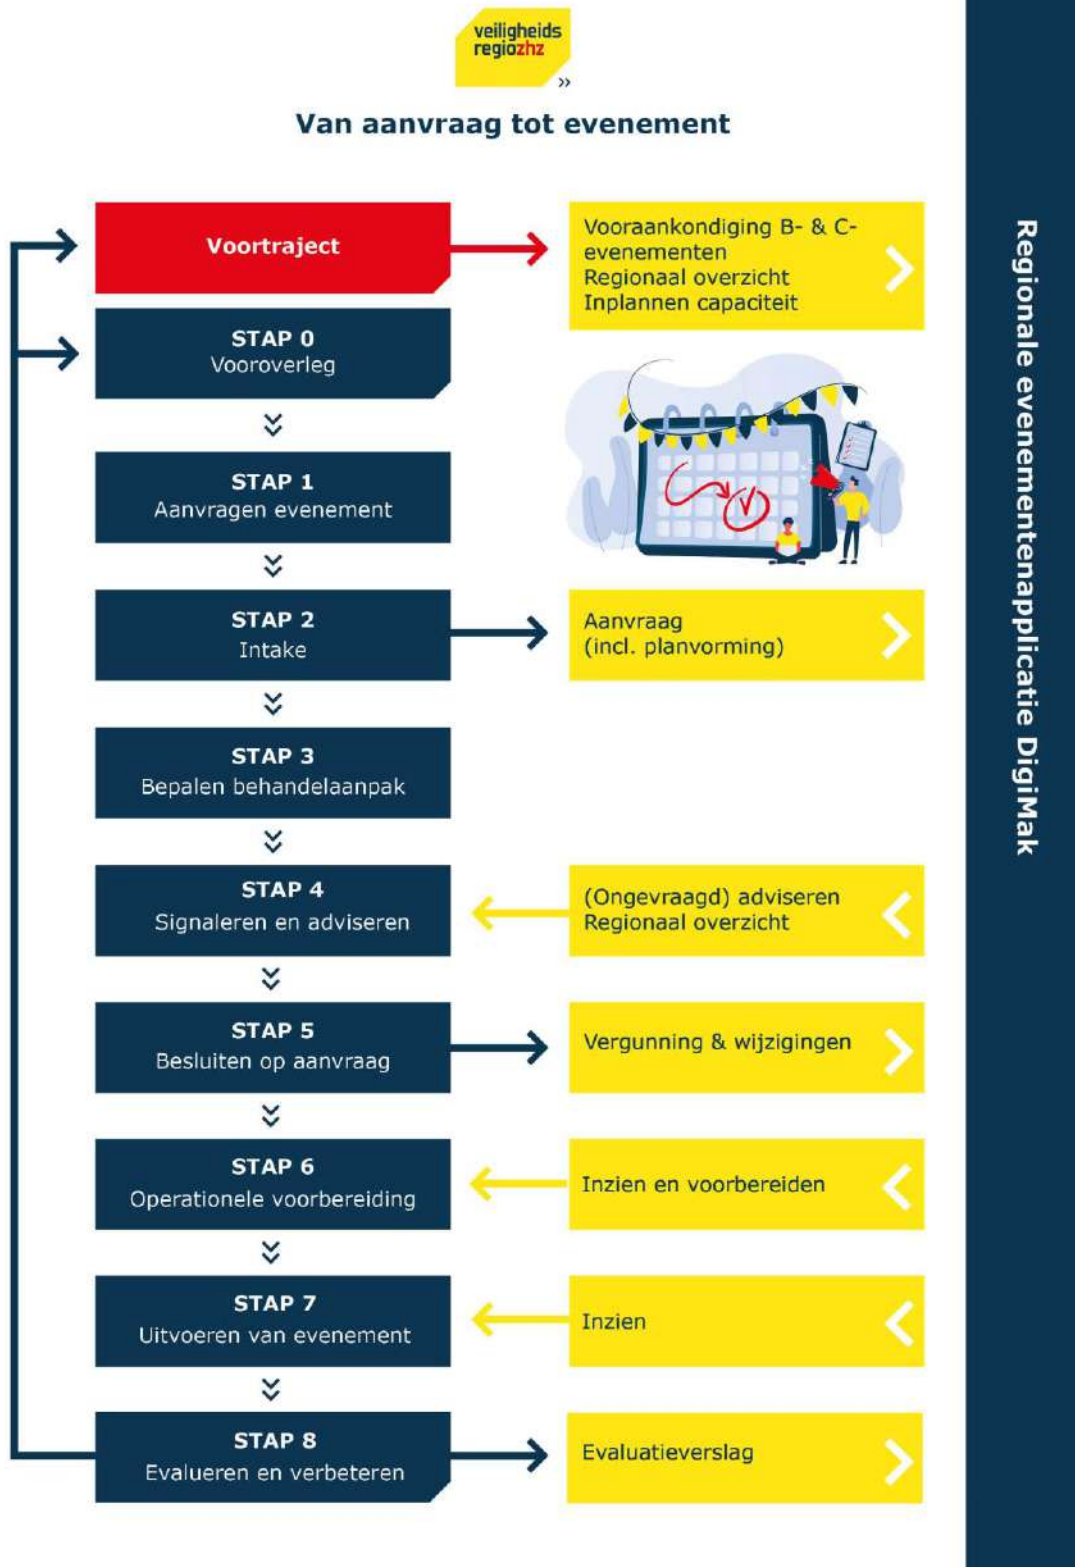 veiligheids
regiozhz
Van aanvraag tot evenement
Voortraject
Vooraankondiging B- & C-
evenementen
Regionaal overzicht
Inplannen capaciteit
STAP 0
Vooroverleg
STAP 1
Aanvragen evenement
STAP 2
Intake
Aanvraag
(incl. planvorming)
STAP 3
Bepalen behandelaanpak
STAP 4
Signaleren en adviseren
(Ongevraagd) adviseren
Regionaal overzicht
STAP 5
Besluiten op aanvraag
Vergunning & wijzigingen
STAP 6
Operationele voorbereiding
Inzien en voorbereiden
STAP 7
Uitvoeren van evenement
Inzien
STAP 8
Evalueren en verbeteren
Evaluatieverslag
Regionale evenementenapplicatie DigiMak